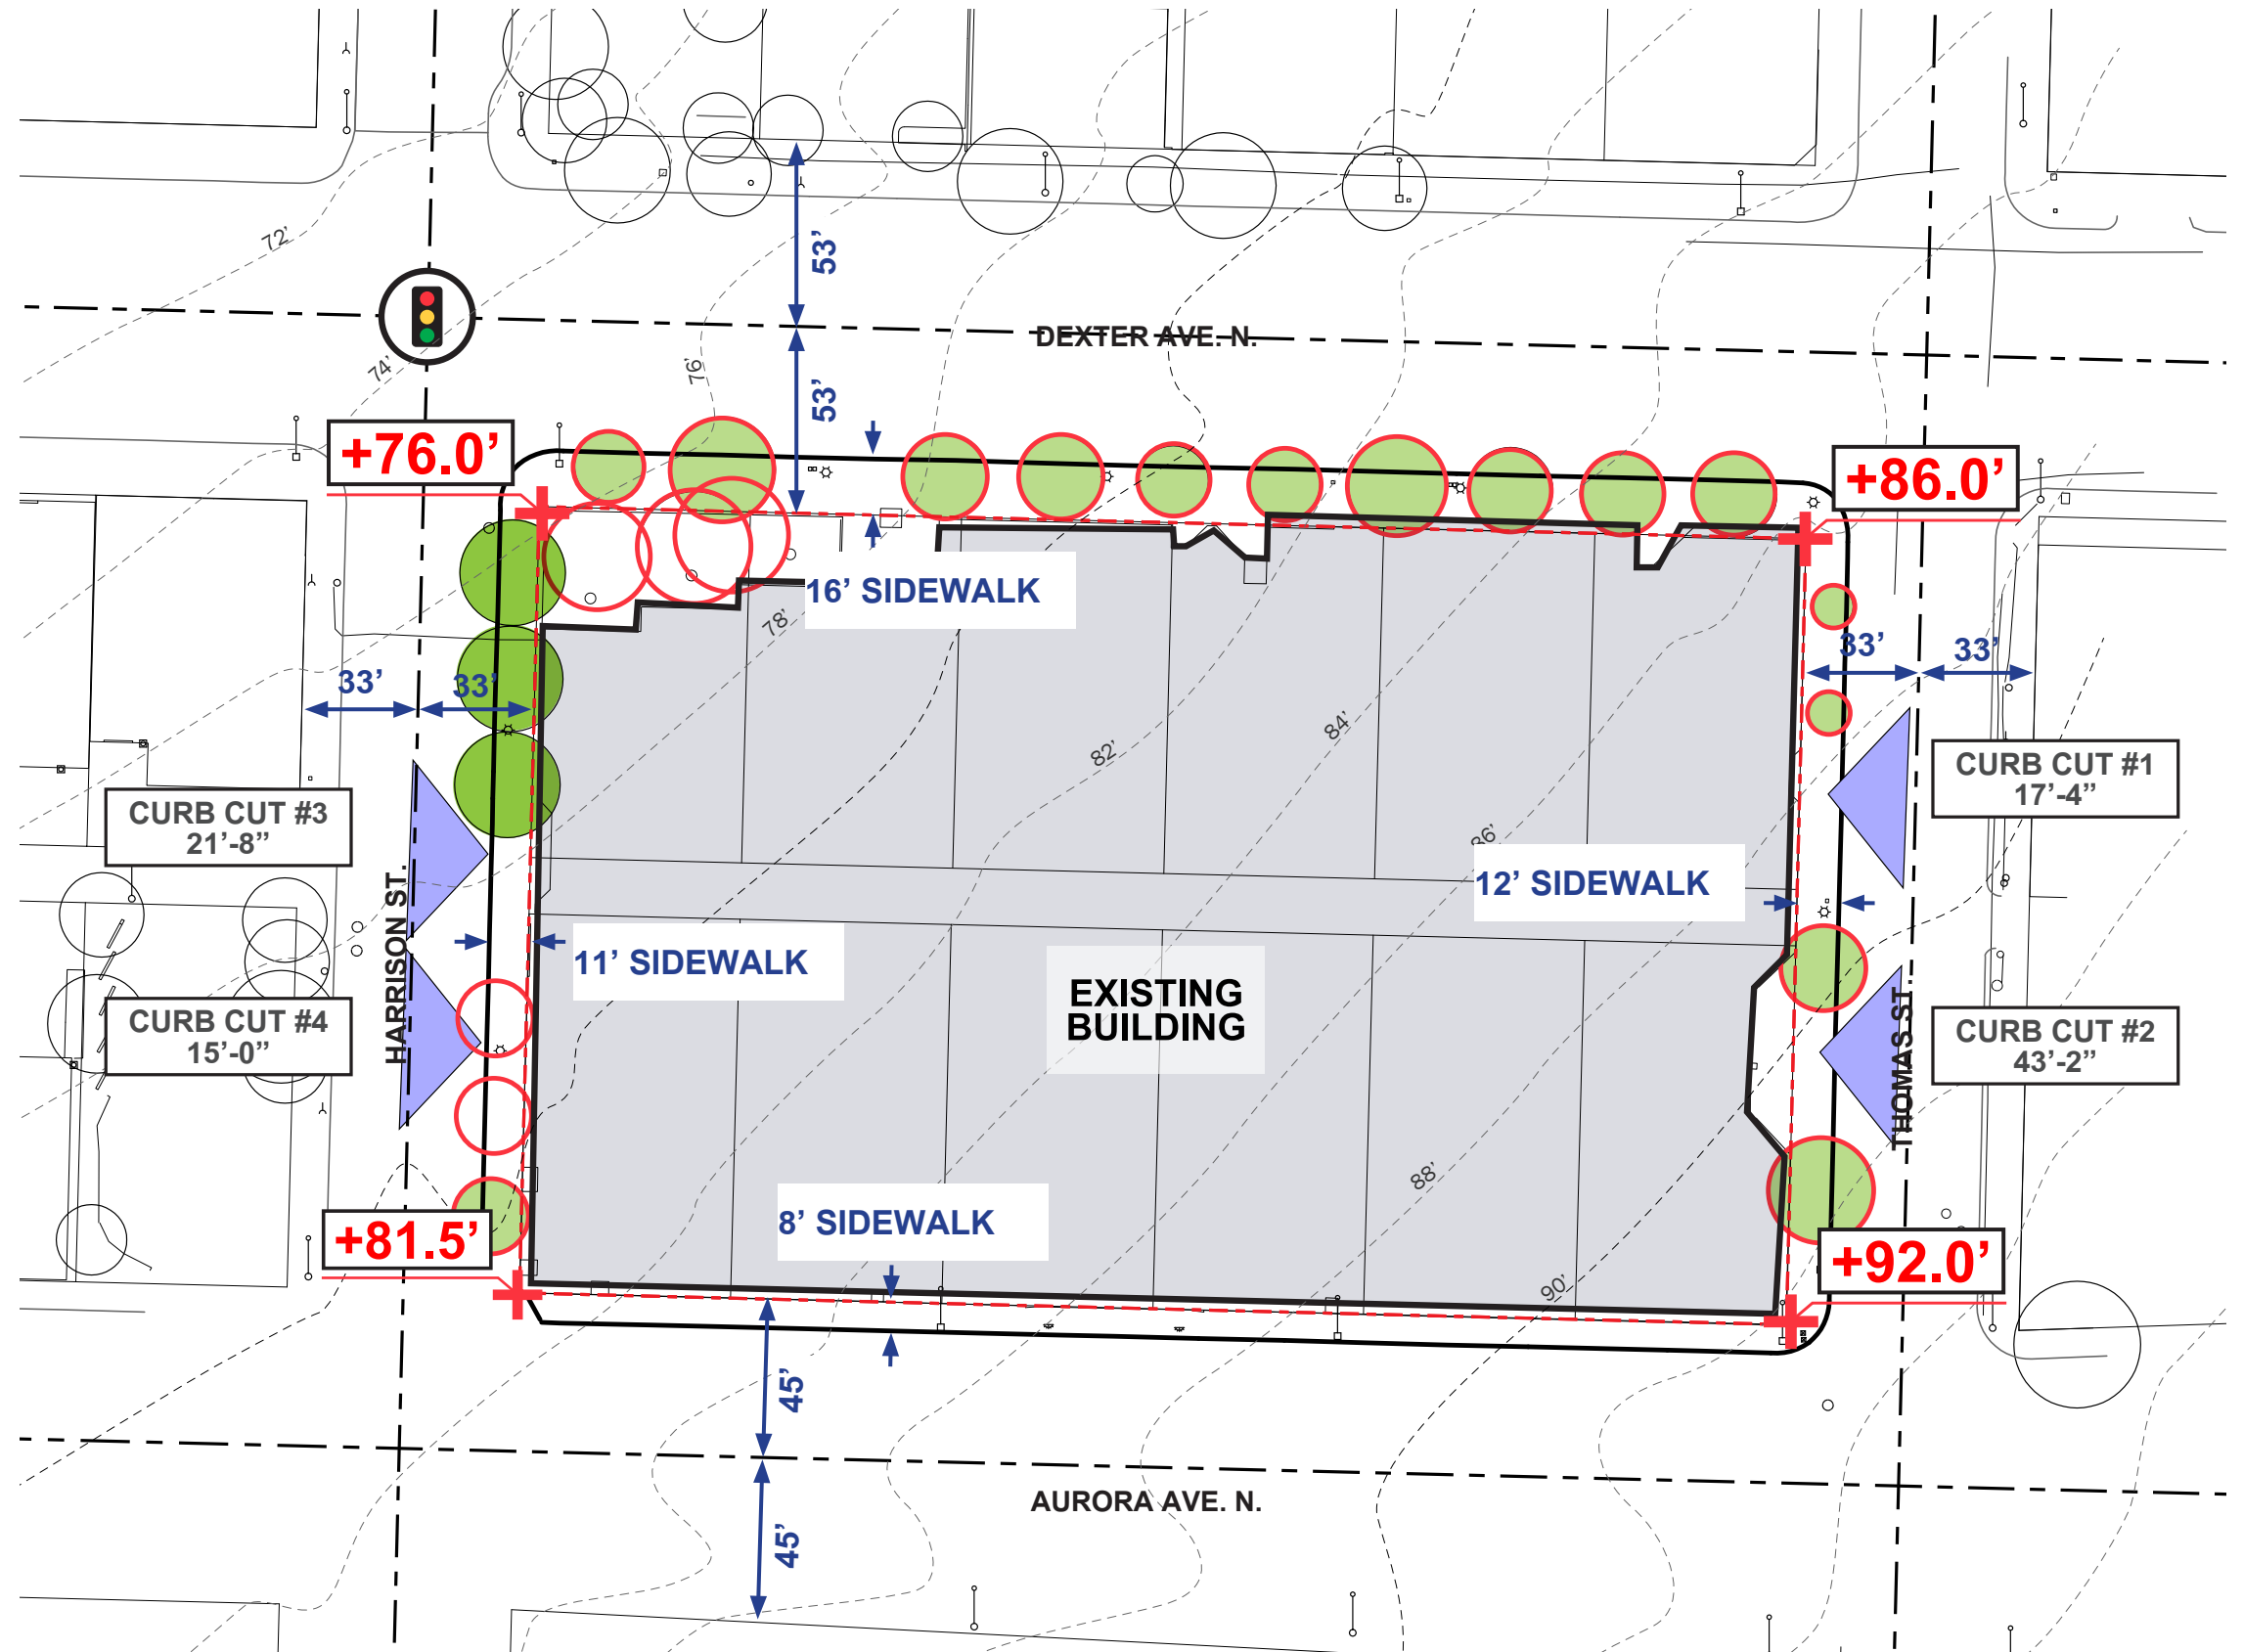 72’
53’
DEXTER AVE. N.
74’
76’
53’
+76.0’
+86.0’
16’ SIDEWALK
78’
33’
33’
33’
33’
82’
84’
86’
CURB CUT #1
17’-4”
CURB CUT #3
21’-8”
12’ SIDEWALK
HARRISON ST.
11’ SIDEWALK
EXISTING
BUILDING
CURB CUT #4
15’-0”
CURB CUT #2
43’-2”
THOMAS ST.
88’
8’ SIDEWALK
+81.5’
+92.0’
90’
45’
AURORA AVE. N.
45’